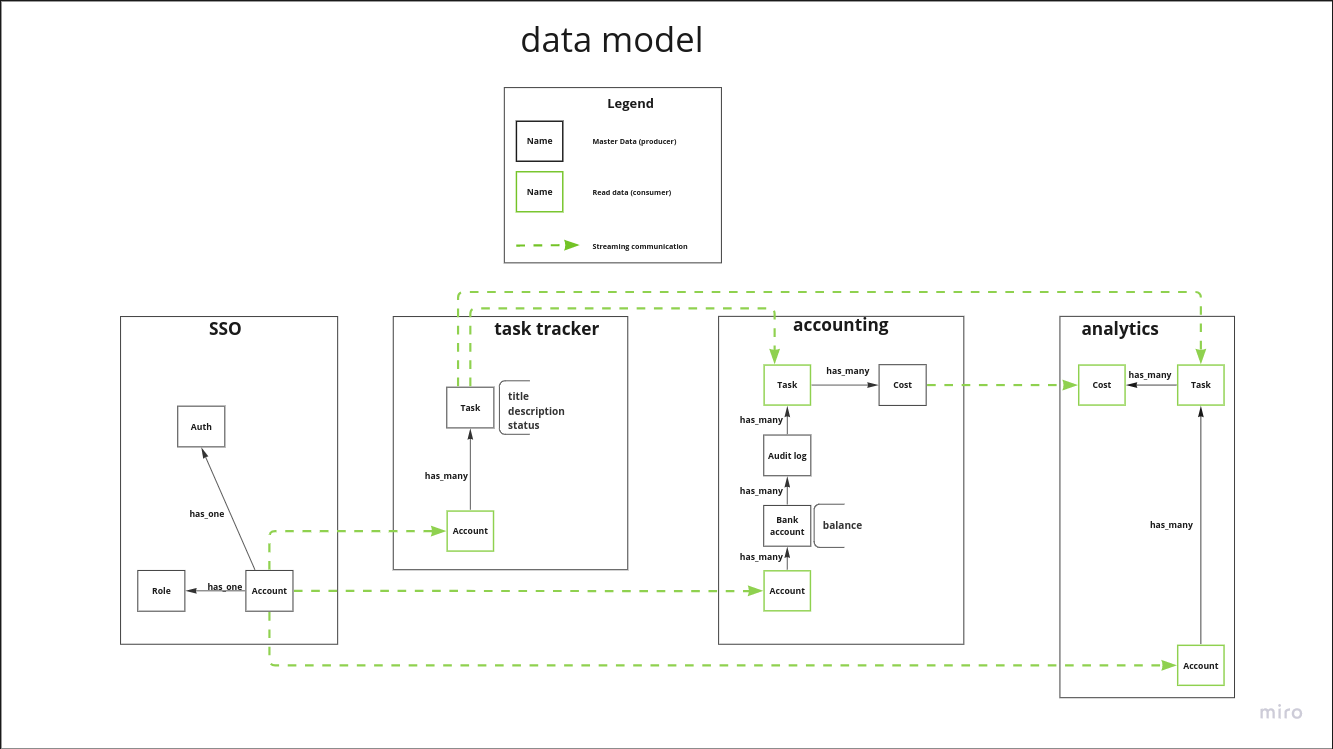 data model
Legend
Name
Master Data (producer)
Name
Read data (consumer)
Streaming communication
SSO
Auth
has_one
Role
has_one
Account
task tracker
Task
title
description
status
has_many
Account
accounting
Task
has_many
Cost
has_many
Audit log
has_many
Bank
account
balance
has_many
Account
analytics
Cost
has_many
Task
has_many
Account
miro